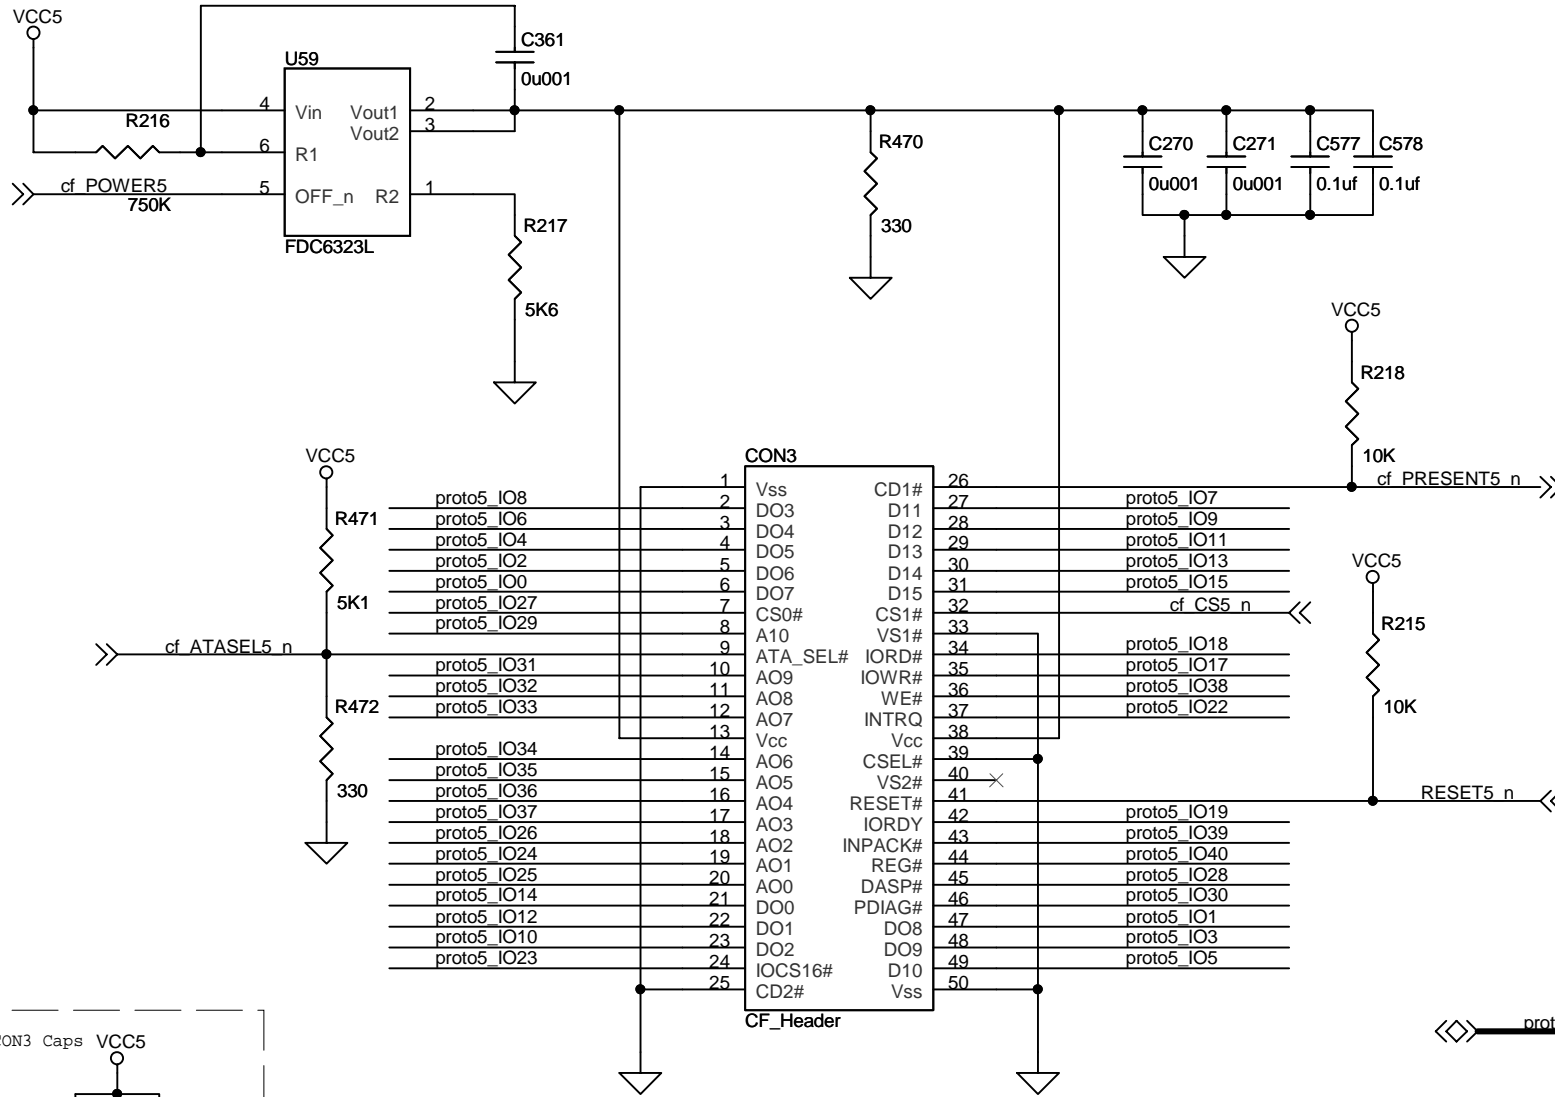 VCC5
C361
0u001
U59
4 Vin Vout1 2
Vout2 3
R216
6 R1
cf_POWER5
750K
5 OFF_n R2 1
FDC6323L
R217
5K6
R470
330
C270 C271 C577 C578
0u001 0u001 0.1uf 0.1uf
VCC5
R218
10K
cf_PRESENT5_n
VCC5
R471
5K1
cf_ATASEL5_n
R472
330
VCC5
R215
10K
RESET5_n
CON3
1 Vss CD1# 26
proto5_IO8 2 DO3 D11 27 proto5_IO7
proto5_IO6 3 DO4 D12 28 proto5_IO9
proto5_IO4 4 DO5 D13 29 proto5_IO11
proto5_IO2 5 DO6 D14 30 proto5_IO13
proto5_IO0 6 DO7 D15 31 proto5_IO15
proto5_IO27 7 CS0# CS1# 32 cf_CS5_n
proto5_IO29 8 A10 VS1# 33
9 ATA_SEL# IORD# 34 proto5_IO18
proto5_IO31 10 AO9 IOWR# 35 proto5_IO17
proto5_IO32 11 AO8 WE# 36 proto5_IO38
proto5_IO33 12 AO7 INTRQ 37 proto5_IO22
13 Vcc Vcc 38
proto5_IO34 14 AO6 CSEL# 39
proto5_IO35 15 AO5 VS2# 40
proto5_IO36 16 AO4 RESET# 41
proto5_IO37 17 AO3 IORDY 42 proto5_IO19
proto5_IO26 18 AO2 INPACK# 43 proto5_IO39
proto5_IO24 19 AO1 REG# 44 proto5_IO40
proto5_IO25 20 AO0 DASP# 45 proto5_IO28
proto5_IO14 21 DO0 PDIAG# 46 proto5_IO30
proto5_IO12 22 DO1 DO8 47 proto5_IO1
proto5_IO10 23 DO2 DO9 48 proto5_IO3
proto5_IO23 24 IOCS16# D10 49 proto5_IO5
25 CD2# Vss 50
CF_Header
CON3 Caps VCC5